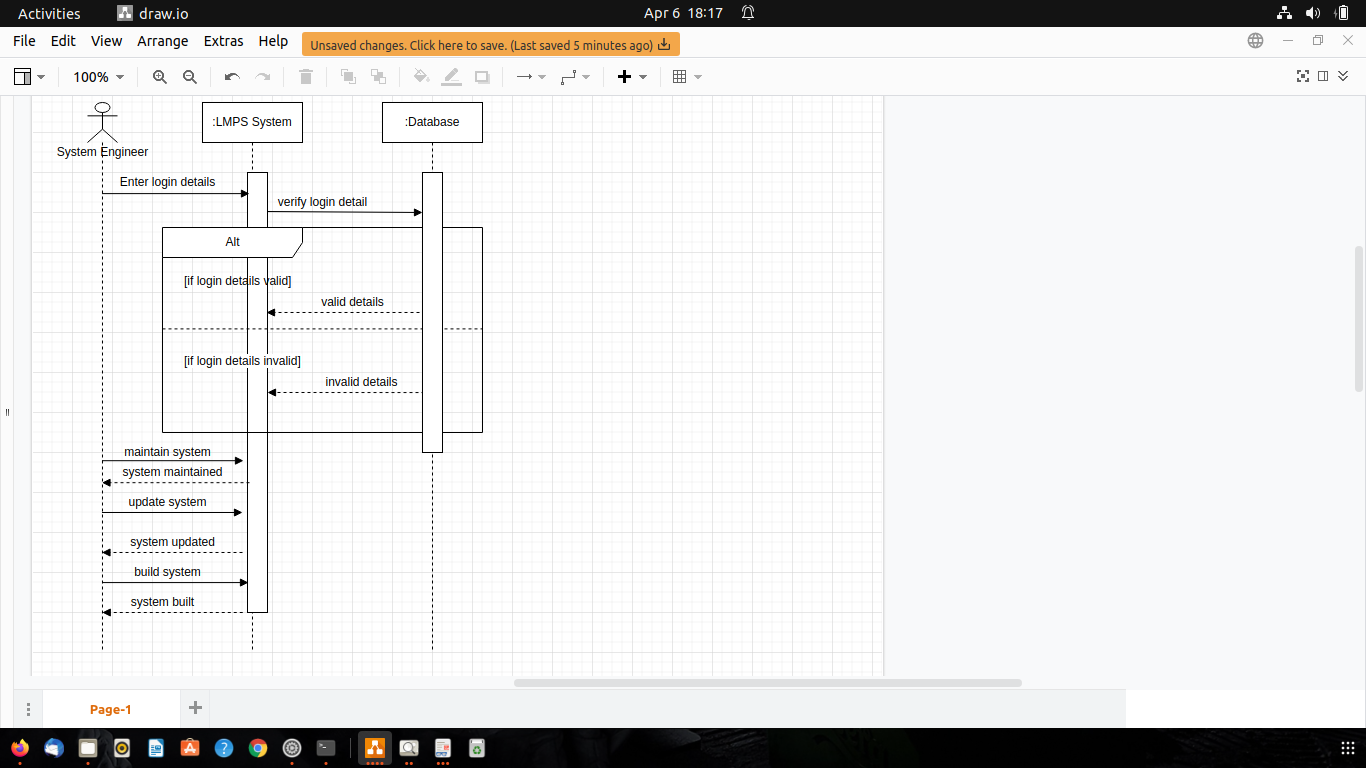 Activities draw.io Apr 6 18:17
File Edit View Arrange Extras Help Unsaved changes. Click here to save. (Last saved 5 minutes ago)
100%
:LMPS System :Database
System Engineer
Enter login details
verify login detail
Alt
[if login details valid]
valid details
[if login details invalid]
invalid details
maintain system
system maintained
update system
system updated
build system
system built
Page-1